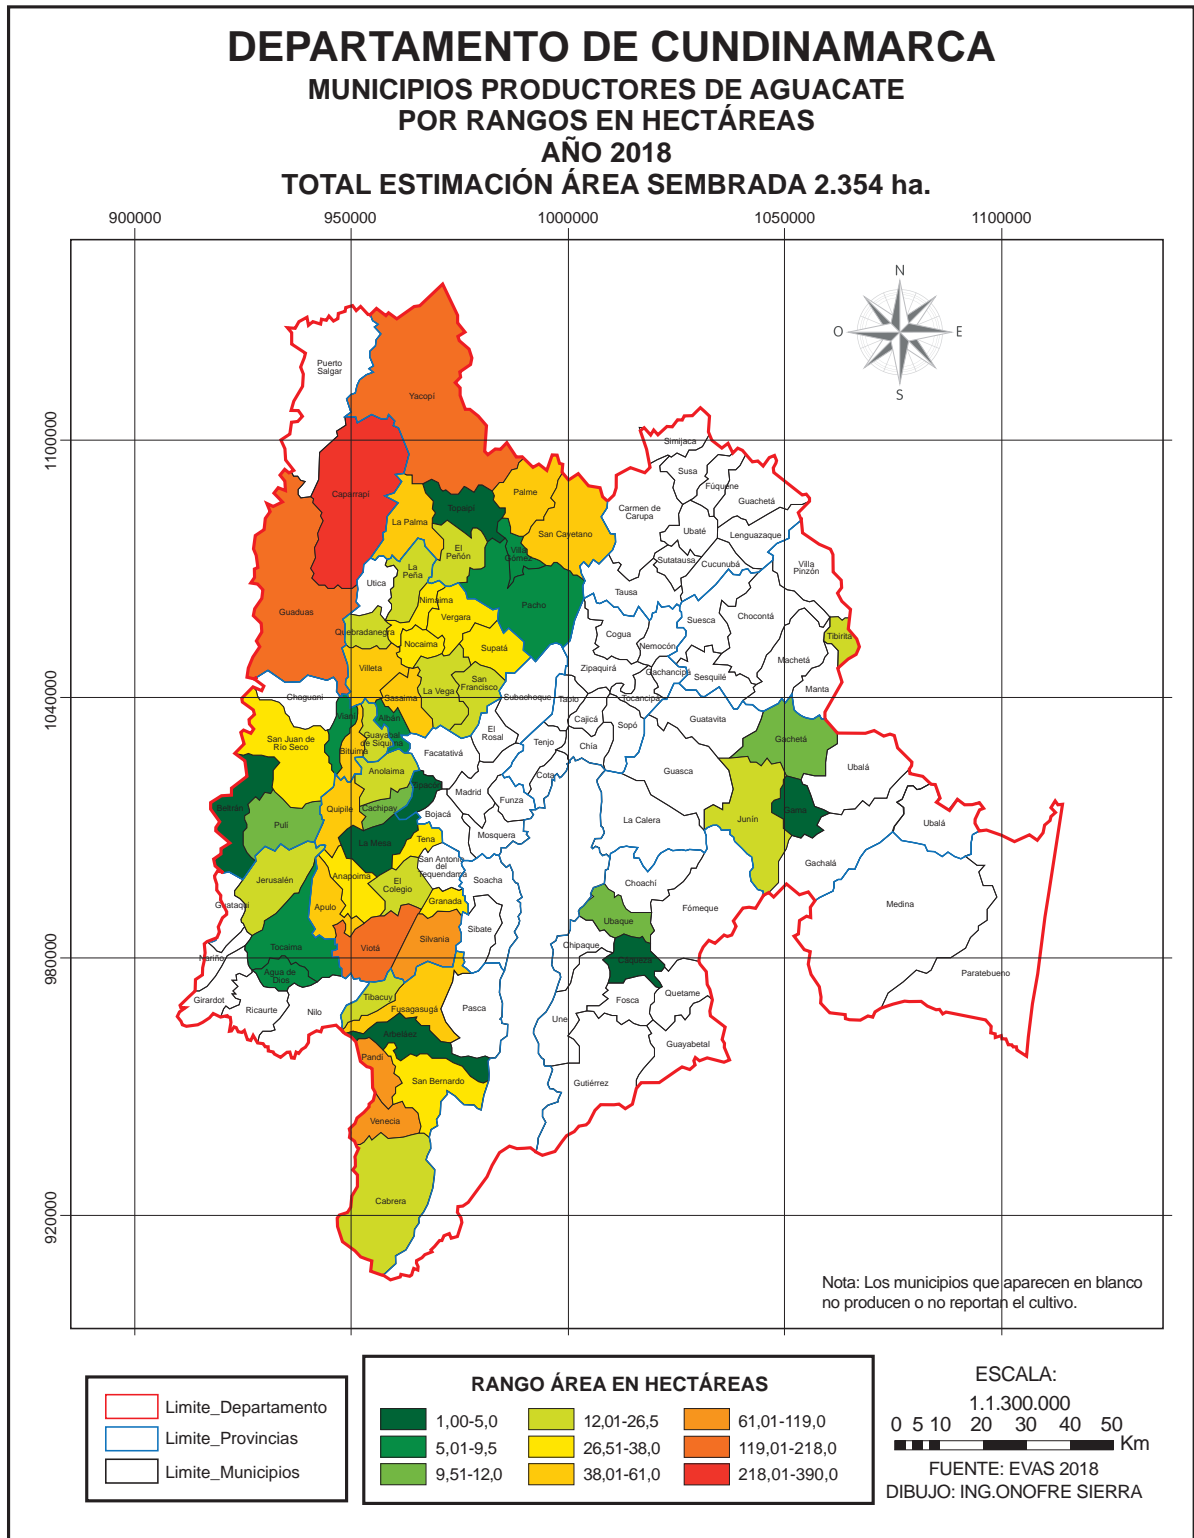 DEPARTAMENTO DE CUNDINAMARCA
MUNICIPIOS PRODUCTORES DE AGUACATE
POR RANGOS EN HECTÁREAS
AÑO 2018
TOTAL ESTIMACIÓN ÁREA SEMBRADA 2.354 ha.
900000
950000
1000000
1050000
1100000
N
O
E
S
1100000
1040000
980000
920000
Puerto
Salgar
Yacopí
Caparrapí
Guaduas
La Palma
Topaipí
Palme
San Cayetano
Villa
Gómez
El
Peñón
La
Peña
Utica
Nimaima
Pacho
Vergara
Quebradanegra
Nocaima
Supatá
Villeta
Sasaima
La Vega
San
Francisco
Chaguani
Subachoque
Simijaca
Susa
Fúquene
Guachetá
Carmen de
Carupa
Ubaté
Lenguazaque
Sutatausa
Cucunubá
Villa
Pinzón
Tausa
Suesca
Chocontá
Cogua
Nemocón
Tibirita
Machetá
Zipaquirá
Gachancipá
Sesquilé
Manta
Tabio
Tocancipa
Cajicá
Sopó
Guatavita
Viani
Albán
Guayabal
de Siquima
San Juan de
Río Seco
Bituima
Facatativá
El
Rosal
Tenjo
Chía
Gachetá
Anolaima
Cota
Guasca
Ubalá
Beltrán
Quipile
Cachipay
Zipacón
Madrid
Funza
Bojacá
Pulí
Mosquera
La Calera
Junín
Gama
Ubalá
La Mesa
Tena
San Antonio
del
Tequendama
Gachalá
Jerusalén
Anapoima
El
Colegio
Soacha
Choachí
Guataquí
Apulo
Granada
Fómeque
Medina
Ubaque
Tocaima
Viotá
Silvania
Sibate
Chipaque
Nariño
Cáqueza
Paratebueno
Agua de
Dios
Girardot
Ricaurte
Nilo
Tibacuy
Fusagasugá
Pasca
Fosca
Quetame
Une
Arbeláez
Guayabetal
Pandi
San Bernardo
Gutiérrez
Venecia
Cabrera
Nota: Los municipios que aparecen en blanco
no producen o no reportan el cultivo.
Limite_Departamento
Limite_Provincias
Limite_Municipios
RANGO ÁREA EN HECTÁREAS
1,00-5,0
12,01-26,5
61,01-119,0
5,01-9,5
26,51-38,0
119,01-218,0
9,51-12,0
38,01-61,0
218,01-390,0
ESCALA:
1.1.300.000
0 5 10 20 30 40 50
Km
FUENTE: EVAS 2018
DIBUJO: ING.ONOFRE SIERRA